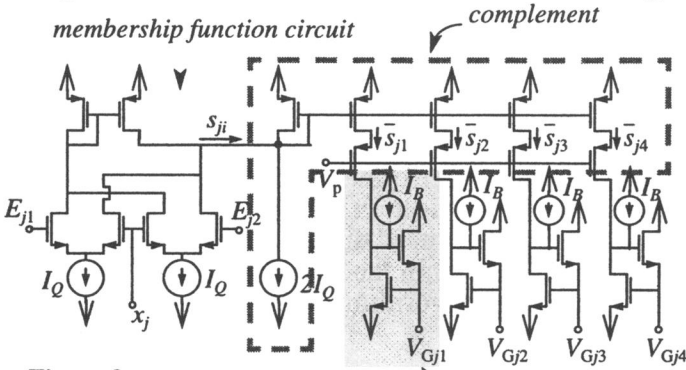 complement
membership function circuit
s_ji
s̄_j1 s̄_j2 s̄_j3 s̄_j4
V_p I_B I_B I_B I_B
E_j1 E_j2
I_Q I_Q 2I_Q
x_j
V_Gj1 V_Gj2 V_Gj3 V_Gj4